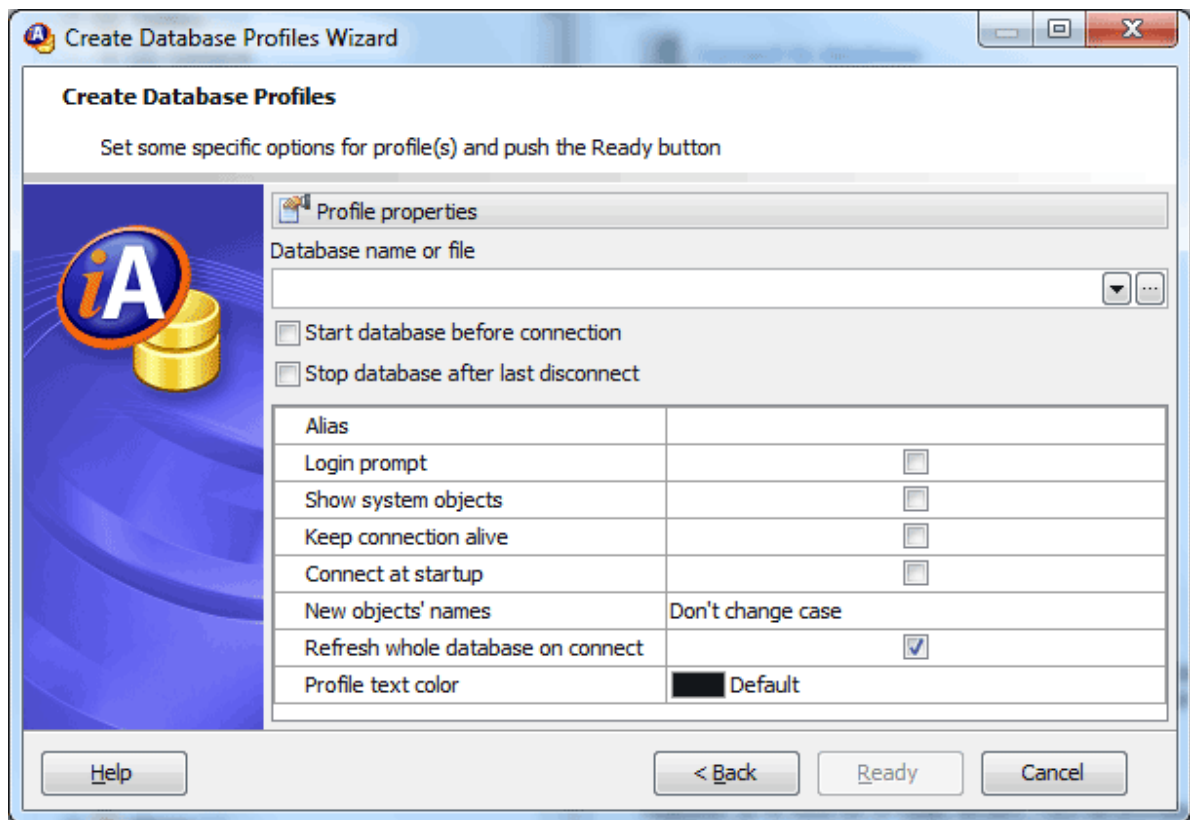 Create Database Profiles Wizard
Create Database Profiles
Set some specific options for profile(s) and push the Ready button
iA
Profile properties
Database name or file
Start database before connection
Stop database after last disconnect
Alias
Login prompt
Show system objects
Keep connection alive
Connect at startup
New objects' names Don't change case
Refresh whole database on connect
Profile text color Default
Help < Back Ready Cancel